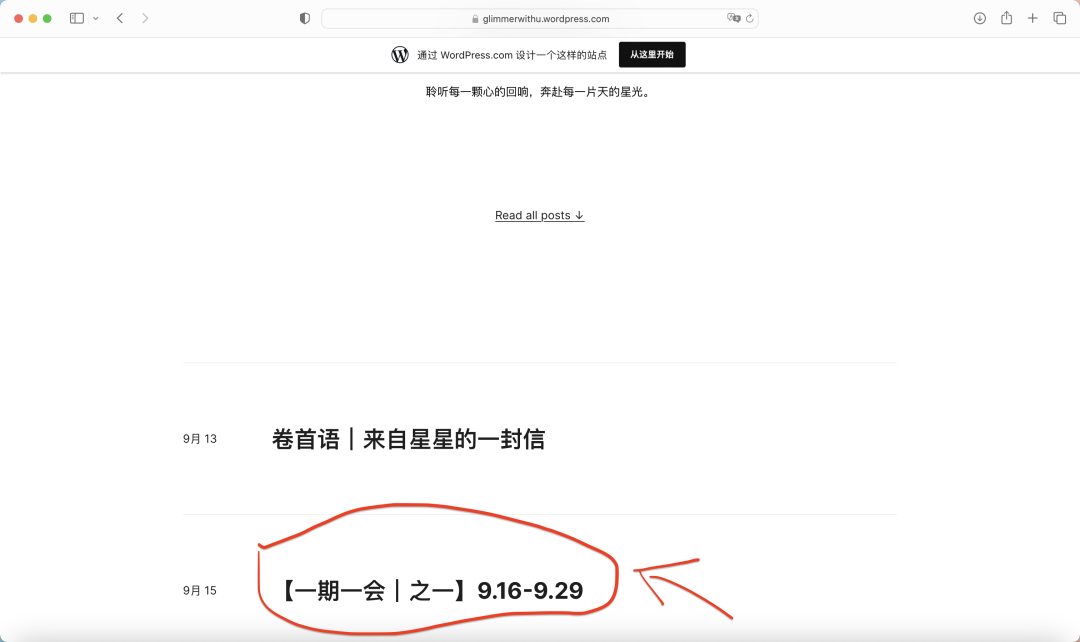 glimmerwithu.wordpress.com
通过 WordPress.com 设计一个这样的站点 从这里开始
聆听每一颗心的回响，奔赴每一片天的星光。
Read all posts ↓
9月 13 卷首语｜来自星星的一封信
9月 15 【一期一会｜之一】9.16-9.29